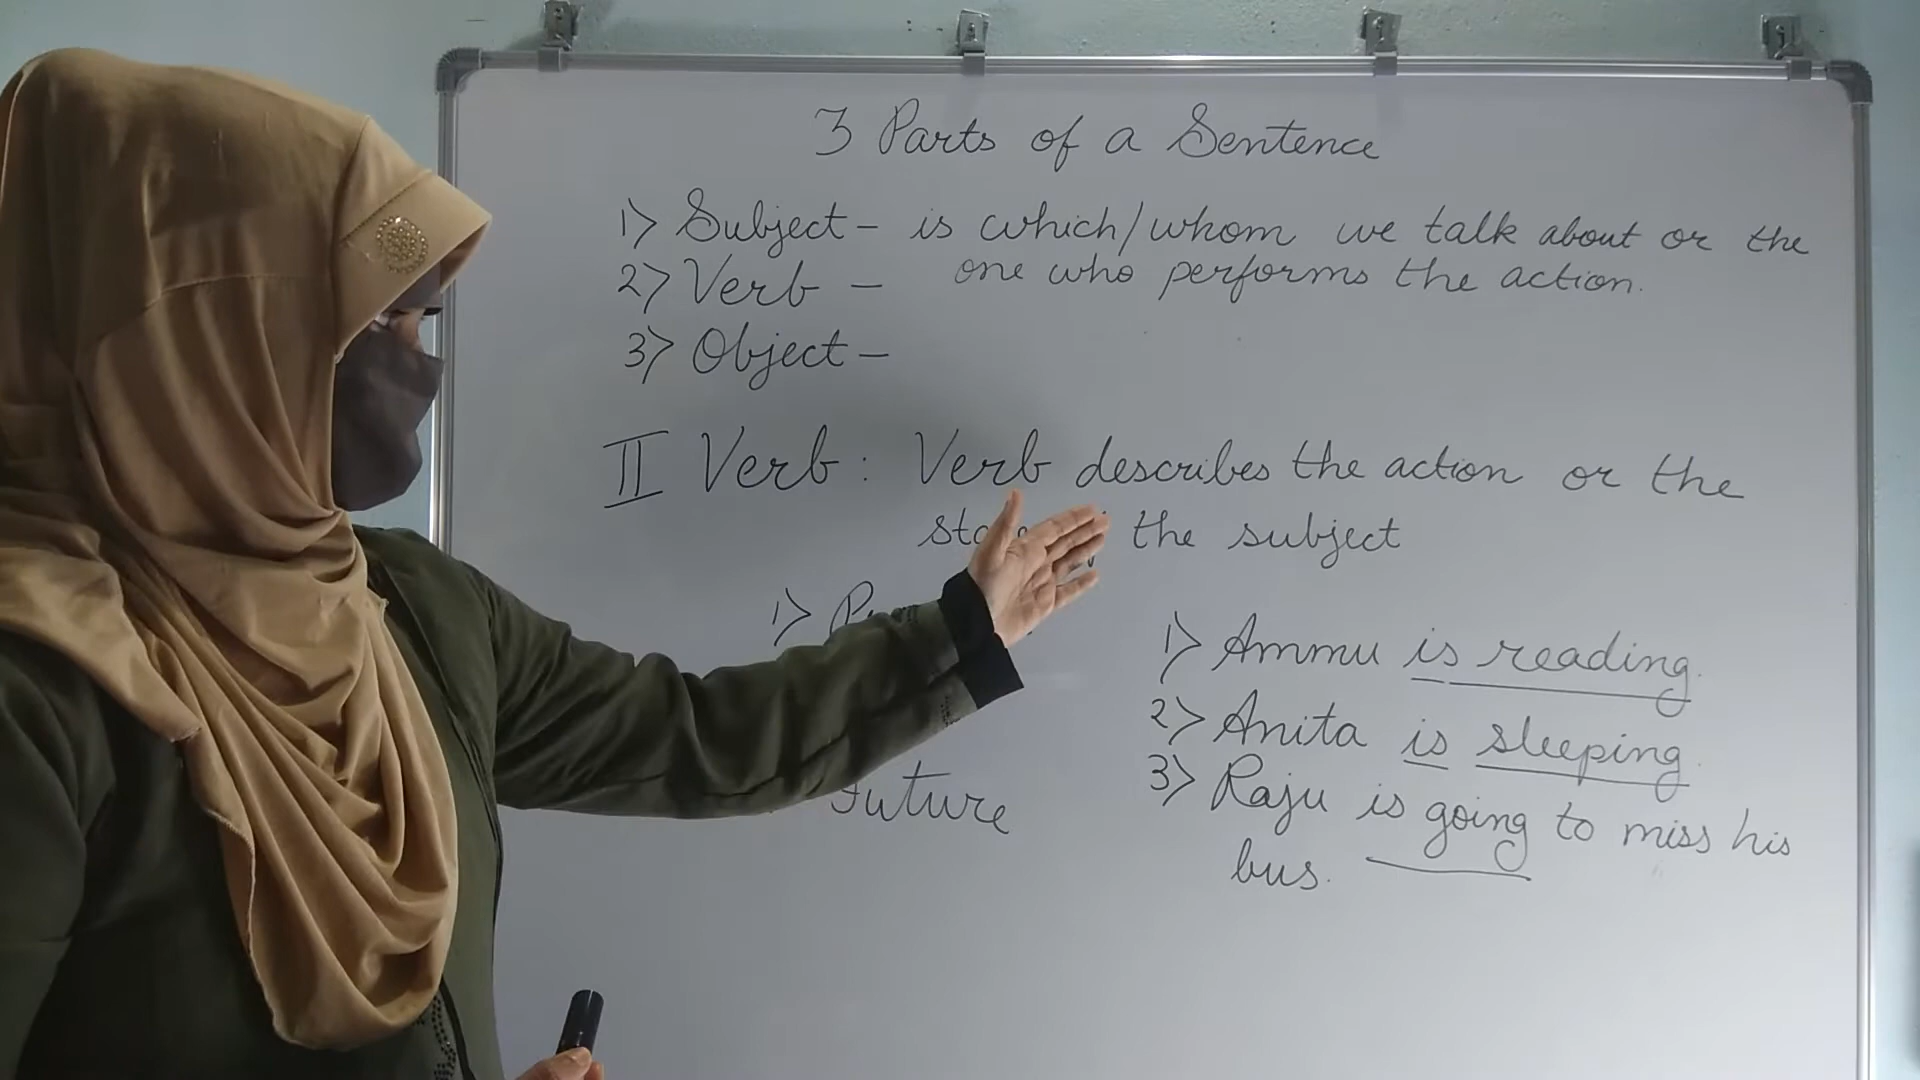 3 Parts of a Sentence
1> Subject - is which/whom we talk about or the
one who performs the action.
2> Verb -
3> Object -
II Verb : Verb describes the action or the
the subject
1>
Future
1> Ammu is reading.
2> Anita is sleeping.
3> Raju is going to miss his
bus.